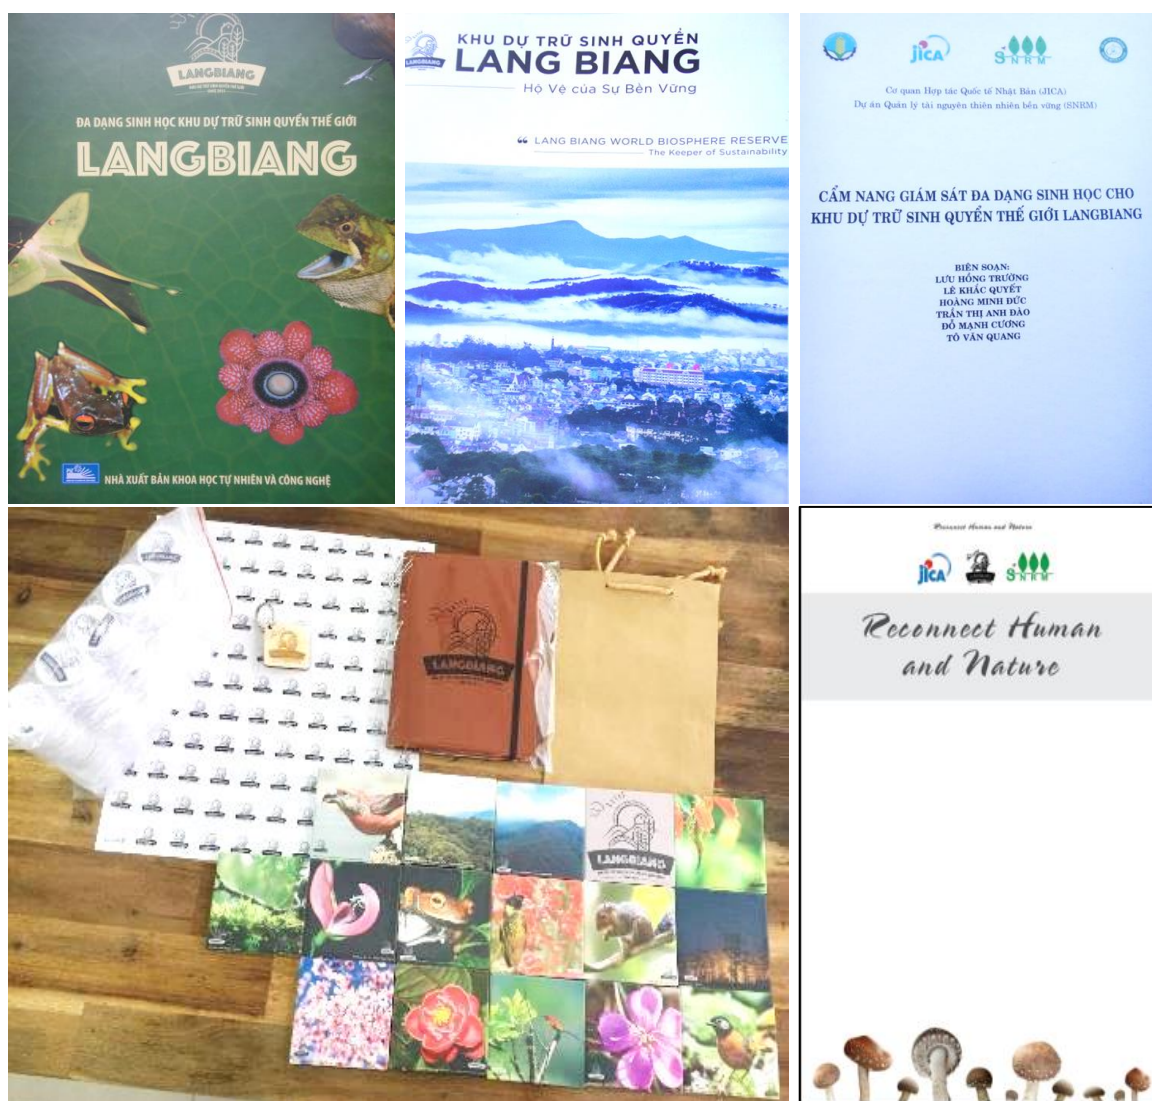 LANGBIANG
ĐA DẠNG SINH HỌC KHU DỰ TRỮ SINH QUYỂN THẾ GIỚI
LANGBIANG
NHÀ XUẤT BẢN KHOA HỌC TỰ NHIÊN VÀ CÔNG NGHỆ
LANGBIANG
KHU DỰ TRỮ SINH QUYỂN
LANG BIANG
Hộ Vệ của Sự Bền Vững
❝ LANG BIANG WORLD BIOSPHERE RESERVE
The Keeper of Sustainability
JICA
SNRM
Cơ quan Hợp tác Quốc tế Nhật Bản (JICA)
Dự án Quản lý tài nguyên thiên nhiên bền vững (SNRM)
CẨM NANG GIÁM SÁT ĐA DẠNG SINH HỌC CHO
KHU DỰ TRỮ SINH QUYỂN THẾ GIỚI LANGBIANG
BIÊN SOẠN:
LƯU HỒNG TRƯỜNG
LÊ KHẮC QUYẾT
HOÀNG MINH ĐỨC
TRẦN THỊ ANH ĐÀO
ĐỖ MẠNH CƯƠNG
TÔ VĂN QUANG
LANGBIANG
LANGBIANG
Reconnect Human and Nature
JICA
SNRM
Reconnect Human
and Nature